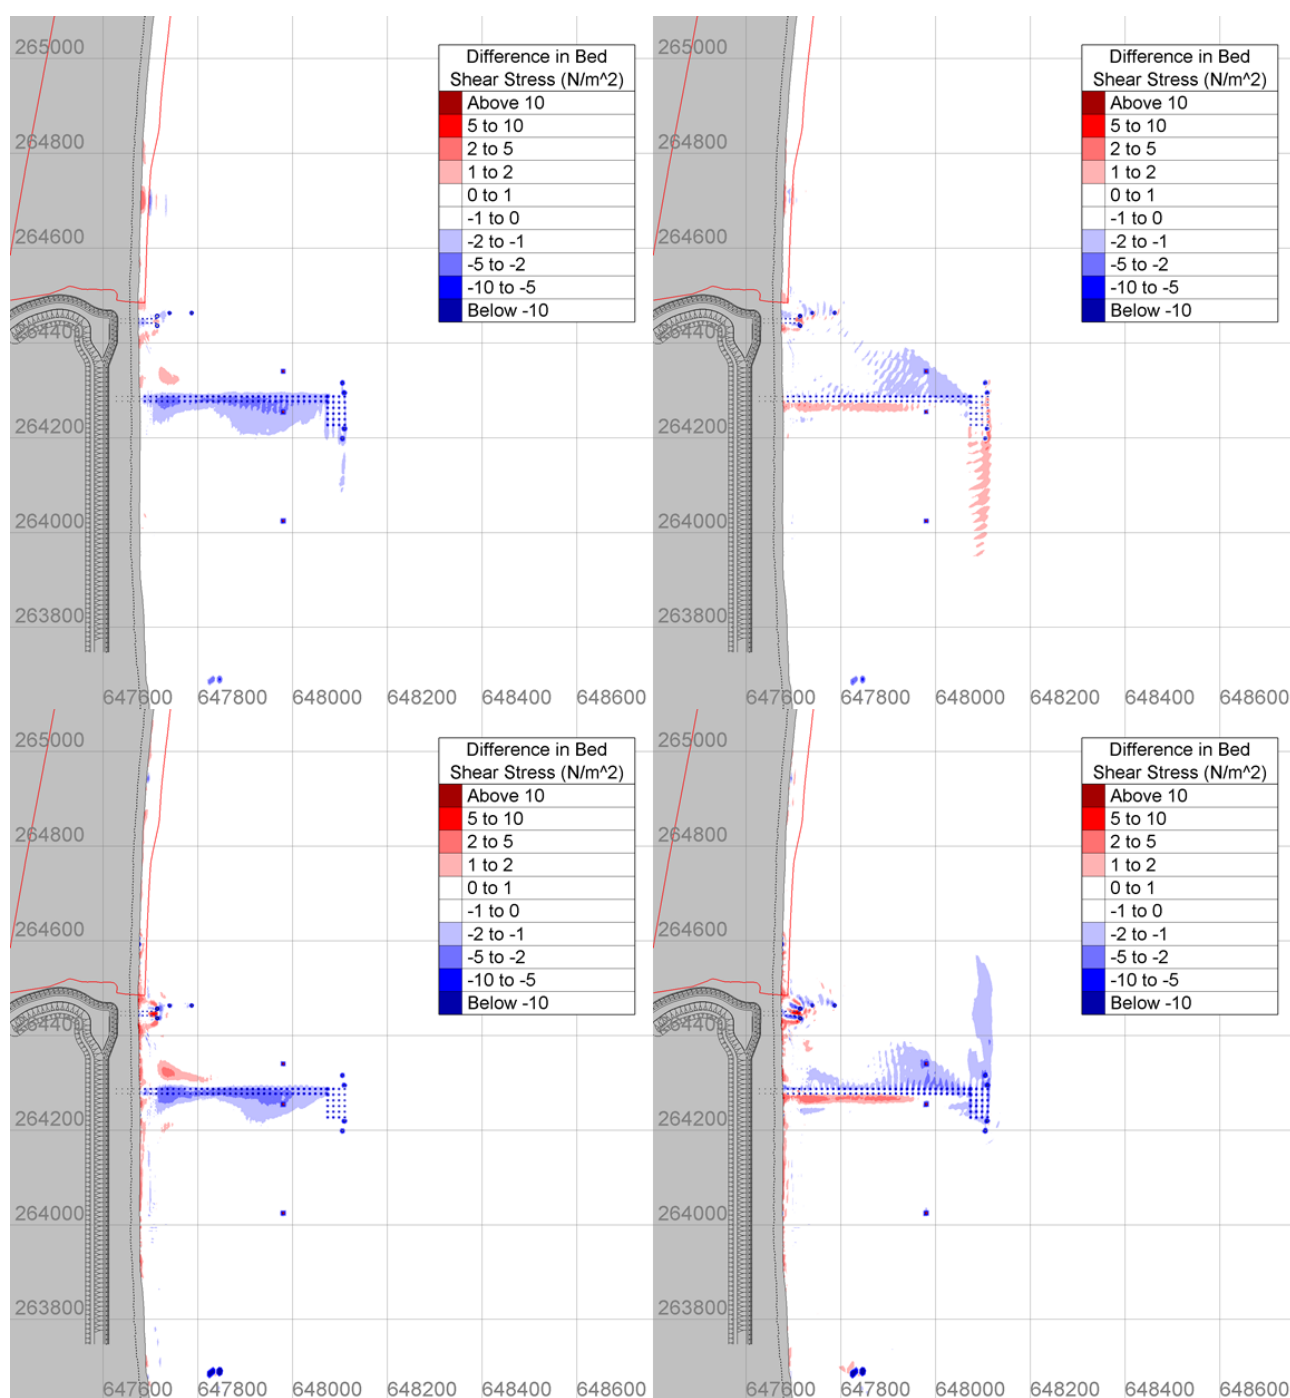 265000
Difference in Bed
Shear Stress (N/m^2)
Above 10
5 to 10
2 to 5
1 to 2
0 to 1
-1 to 0
-2 to -1
-5 to -2
-10 to -5
Below -10
264800
264600
264400
264200
264000
263800
647600 647800 648000 648200 648400 648600
265000
Difference in Bed
Shear Stress (N/m^2)
Above 10
5 to 10
2 to 5
1 to 2
0 to 1
-1 to 0
-2 to -1
-5 to -2
-10 to -5
Below -10
264800
264600
264400
264200
264000
263800
647600 647800 648000 648200 648400 648600
265000
Difference in Bed
Shear Stress (N/m^2)
Above 10
5 to 10
2 to 5
1 to 2
0 to 1
-1 to 0
-2 to -1
-5 to -2
-10 to -5
Below -10
264800
264600
264400
264200
264000
263800
647600 647800 648000 648200 648400 648600
265000
Difference in Bed
Shear Stress (N/m^2)
Above 10
5 to 10
2 to 5
1 to 2
0 to 1
-1 to 0
-2 to -1
-5 to -2
-10 to -5
Below -10
264800
264600
264400
264200
264000
263800
647600 647800 648000 648200 648400 648600